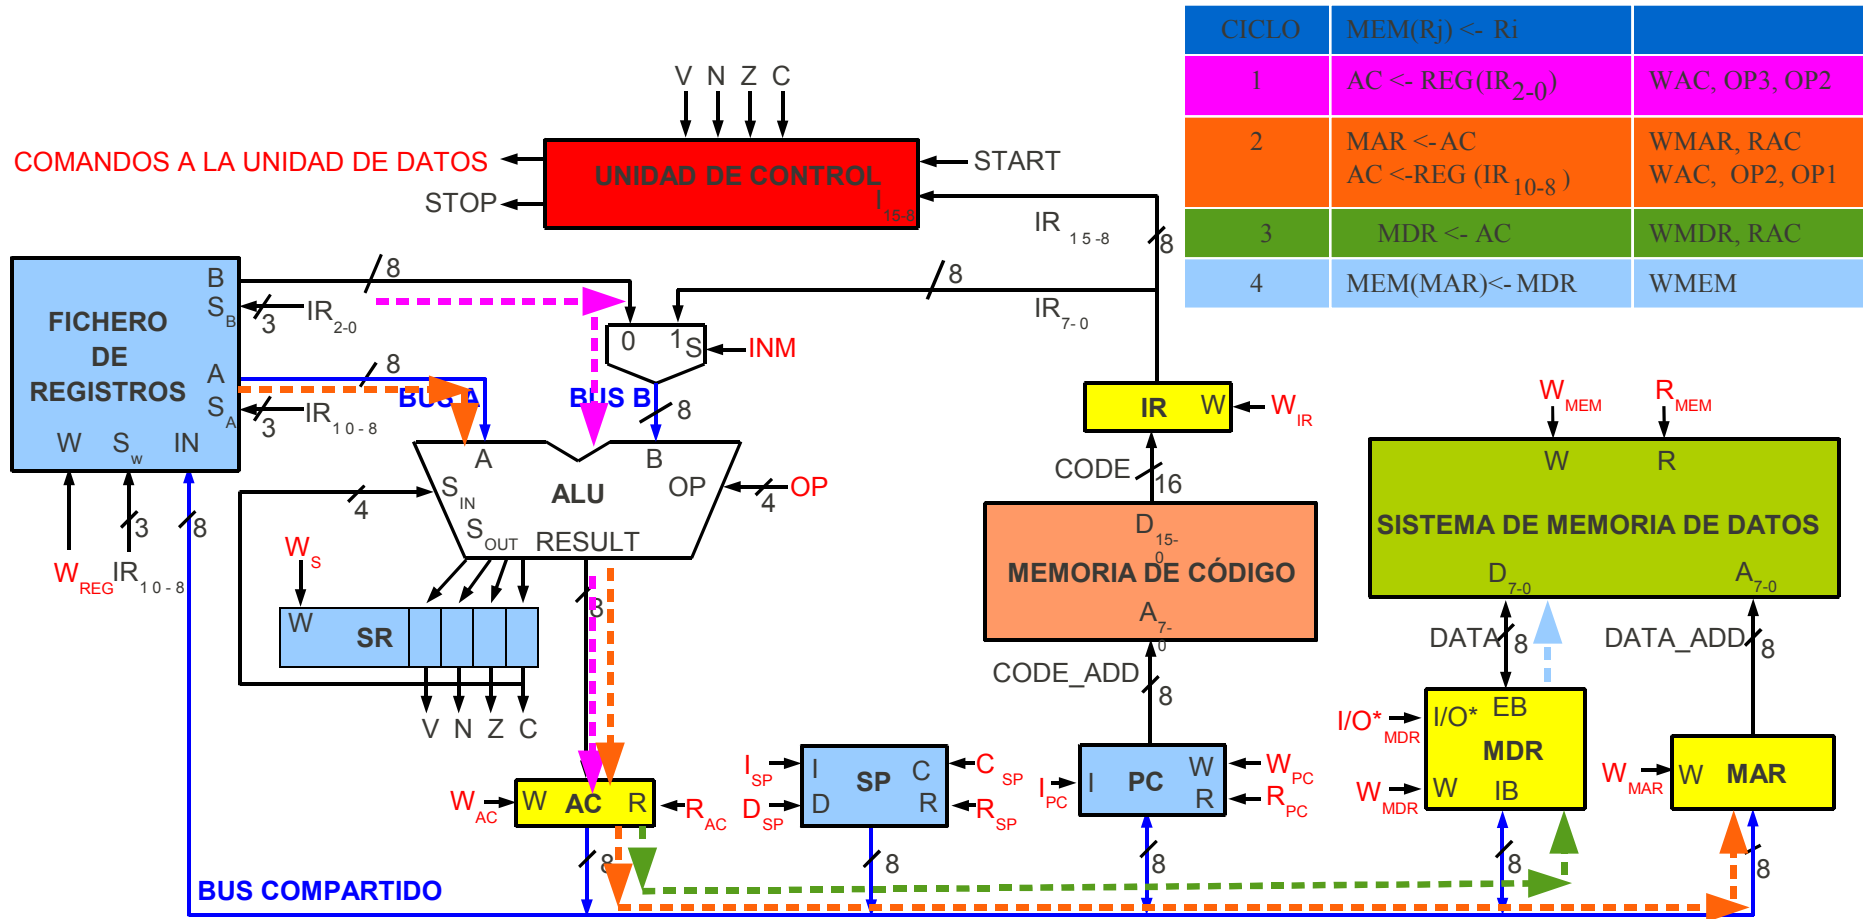 CICLO MEM(Rj) <- Ri
1 AC <- REG(IR2-0) WAC, OP3, OP2
2 MAR <- AC WMAR, RAC
AC <-REG (IR10-8) WAC, OP2, OP1
3 MDR <- AC WMDR, RAC
4 MEM(MAR)<- MDR WMEM
V N Z C
COMANDOS A LA UNIDAD DE DATOS
UNIDAD DE CONTROL
START
STOP
I15-8
IR15-8
8
FICHERO
DE
REGISTROS
B
SB
3
IR2-0
8
A
SA
3
IR10-8
8
W
Sw
IN
WREG
IR10-8
3
8
BUS A
BUS B
0
1
S
INM
8
8
IR7-0
A
B
SIN
ALU
OP
4
OP
4
SOUT
RESULT
WS
W
SR
V N Z C
8
WAC
W
AC
R
RAC
8
ISP
I
SP
C
CSP
DSP
D
R
RSP
8
IPC
I
PC
W
WPC
R
RPC
8
IR
W
WIR
CODE
16
D15-0
MEMORIA DE CÓDIGO
A7-0
CODE_ADD
8
WMEM
RMEM
W
R
SISTEMA DE MEMORIA DE DATOS
D7-0
A7-0
DATA
8
DATA_ADD
8
I/O*MDR
I/O*
EB
MDR
WMDR
W
IB
8
WMAR
W
MAR
8
BUS COMPARTIDO